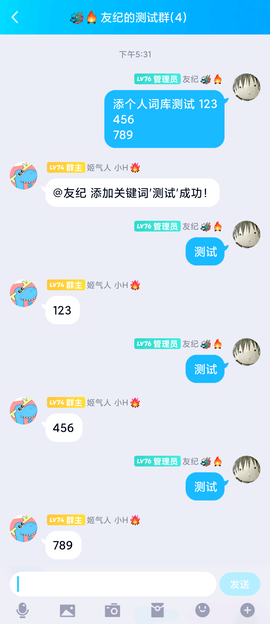 友纪的测试群(4)
下午5:31
LV76 管理员 友纪
添个人词库测试 123
456
789
LV74 群主 姬气人 小H
@友纪 添加关键词'测试'成功！
LV76 管理员 友纪
测试
LV74 群主 姬气人 小H
123
LV76 管理员 友纪
测试
LV74 群主 姬气人 小H
456
LV76 管理员 友纪
测试
LV74 群主 姬气人 小H
789
发送